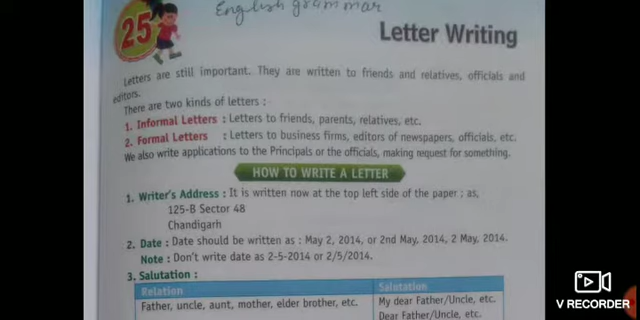 English grammar
25
Letter Writing
Letters are still important. They are written to friends and relatives, officials and
editors.
There are two kinds of letters :
1. Informal Letters : Letters to friends, parents, relatives, etc.
2. Formal Letters : Letters to business firms, editors of newspapers, officials, etc.
We also write applications to the Principals or the officials, making request for something.
HOW TO WRITE A LETTER
1. Writer's Address : It is written now at the top left side of the paper ; as,
125-B Sector 48
Chandigarh
2. Date : Date should be written as : May 2, 2014, or 2nd May, 2014, 2 May, 2014.
Note : Don't write date as 2-5-2014 or 2/5/2014.
3. Salutation :
Relation Salutation
Father, uncle, aunt, mother, elder brother, etc. My dear Father/Uncle, etc.
Dear Father/Uncle, etc.
V RECORDER